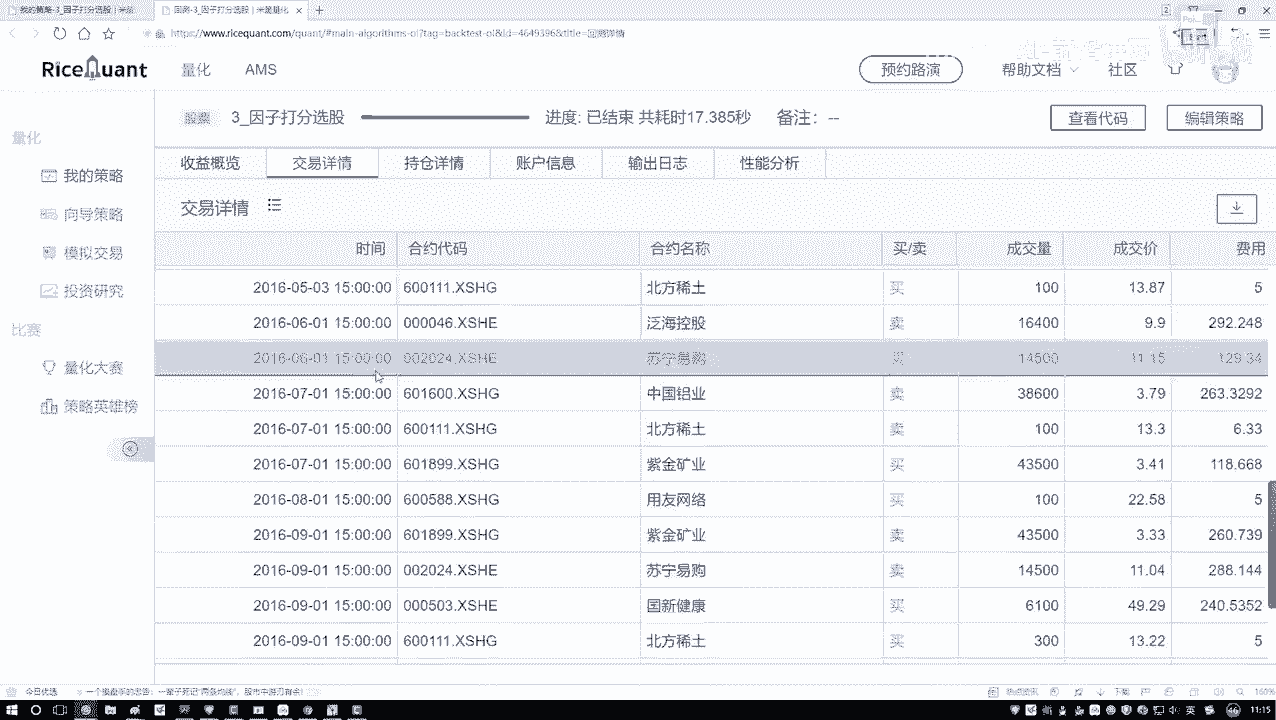 我的策略-3_因子打分选股 | 米
回测-3_因子打分选股 | 米筐量化
https://www.ricequant.com/quant/#main-algorithms-ol?tag=backtest-ol&id=4649396&title=
RiceQuant 量化 AMS 预约路演 帮助文档 社区
量化
我的策略
向导策略
模拟交易
投资研究
比赛
量化大赛
策略英雄榜
股票 3_因子打分选股 进度: 已结束 共耗时17.385秒 备注: -- 查看代码 编辑策略
收益概览 交易详情 持仓详情 账户信息 输出日志 性能分析
交易详情
时间 合约代码 合约名称 买/卖 成交量 成交价 费用
2016-05-03 15:00:00 600111.XSHG 北方稀土 买 100 13.87 5
2016-06-01 15:00:00 000046.XSHE 泛海控股 卖 16400 9.9 292.248
2016-06-01 15:00:00 002024.XSHE 苏宁易购 买 14500 11.15 129.34
2016-07-01 15:00:00 601600.XSHG 中国铝业 卖 38600 3.79 263.3292
2016-07-01 15:00:00 600111.XSHG 北方稀土 卖 100 13.3 6.33
2016-07-01 15:00:00 601899.XSHG 紫金矿业 买 43500 3.41 118.668
2016-08-01 15:00:00 600588.XSHG 用友网络 买 100 22.58 5
2016-09-01 15:00:00 601899.XSHG 紫金矿业 卖 43500 3.33 260.739
2016-09-01 15:00:00 002024.XSHE 苏宁易购 卖 14500 11.04 288.144
2016-09-01 15:00:00 000503.XSHE 国新健康 买 6100 49.29 240.5352
2016-09-01 15:00:00 600111.XSHG 北方稀土 买 300 13.22 5
今日优选
160%
英 11:15